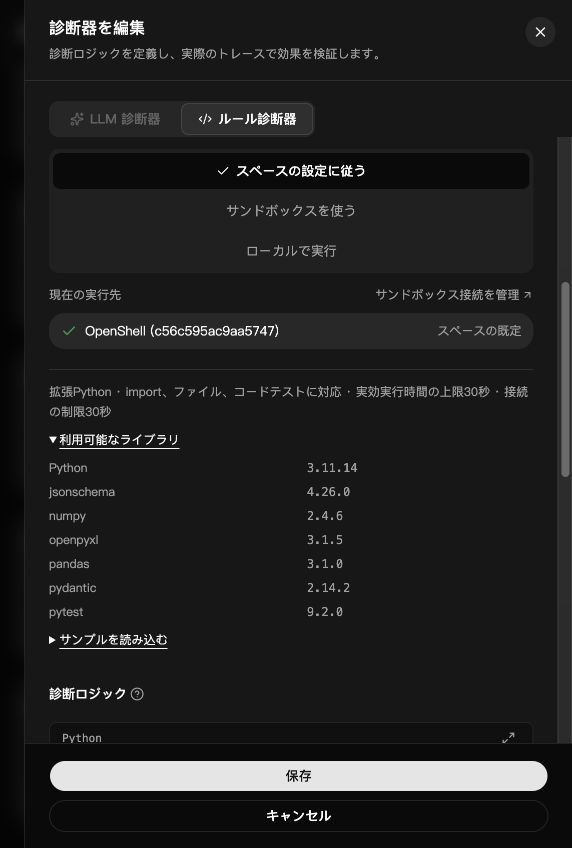 診断器を編集
診断ロジックを定義し、実際のトレースで効果を検証します。
LLM 診断器
ルール診断器
スペースの設定に従う
サンドボックスを使う
ローカルで実行
現在の実行先
サンドボックス接続を管理
OpenShell (c56c595ac9aa5747)
スペースの既定
拡張Python · import、ファイル、コードテストに対応 · 実効実行時間の上限30秒 · 接続
の制限30秒
利用可能なライブラリ
Python 3.11.14
jsonschema 4.26.0
numpy 2.4.6
openpyxl 3.1.5
pandas 3.1.0
pydantic 2.14.2
pytest 9.2.0
サンプルを読み込む
診断ロジック
Python
保存
キャンセル